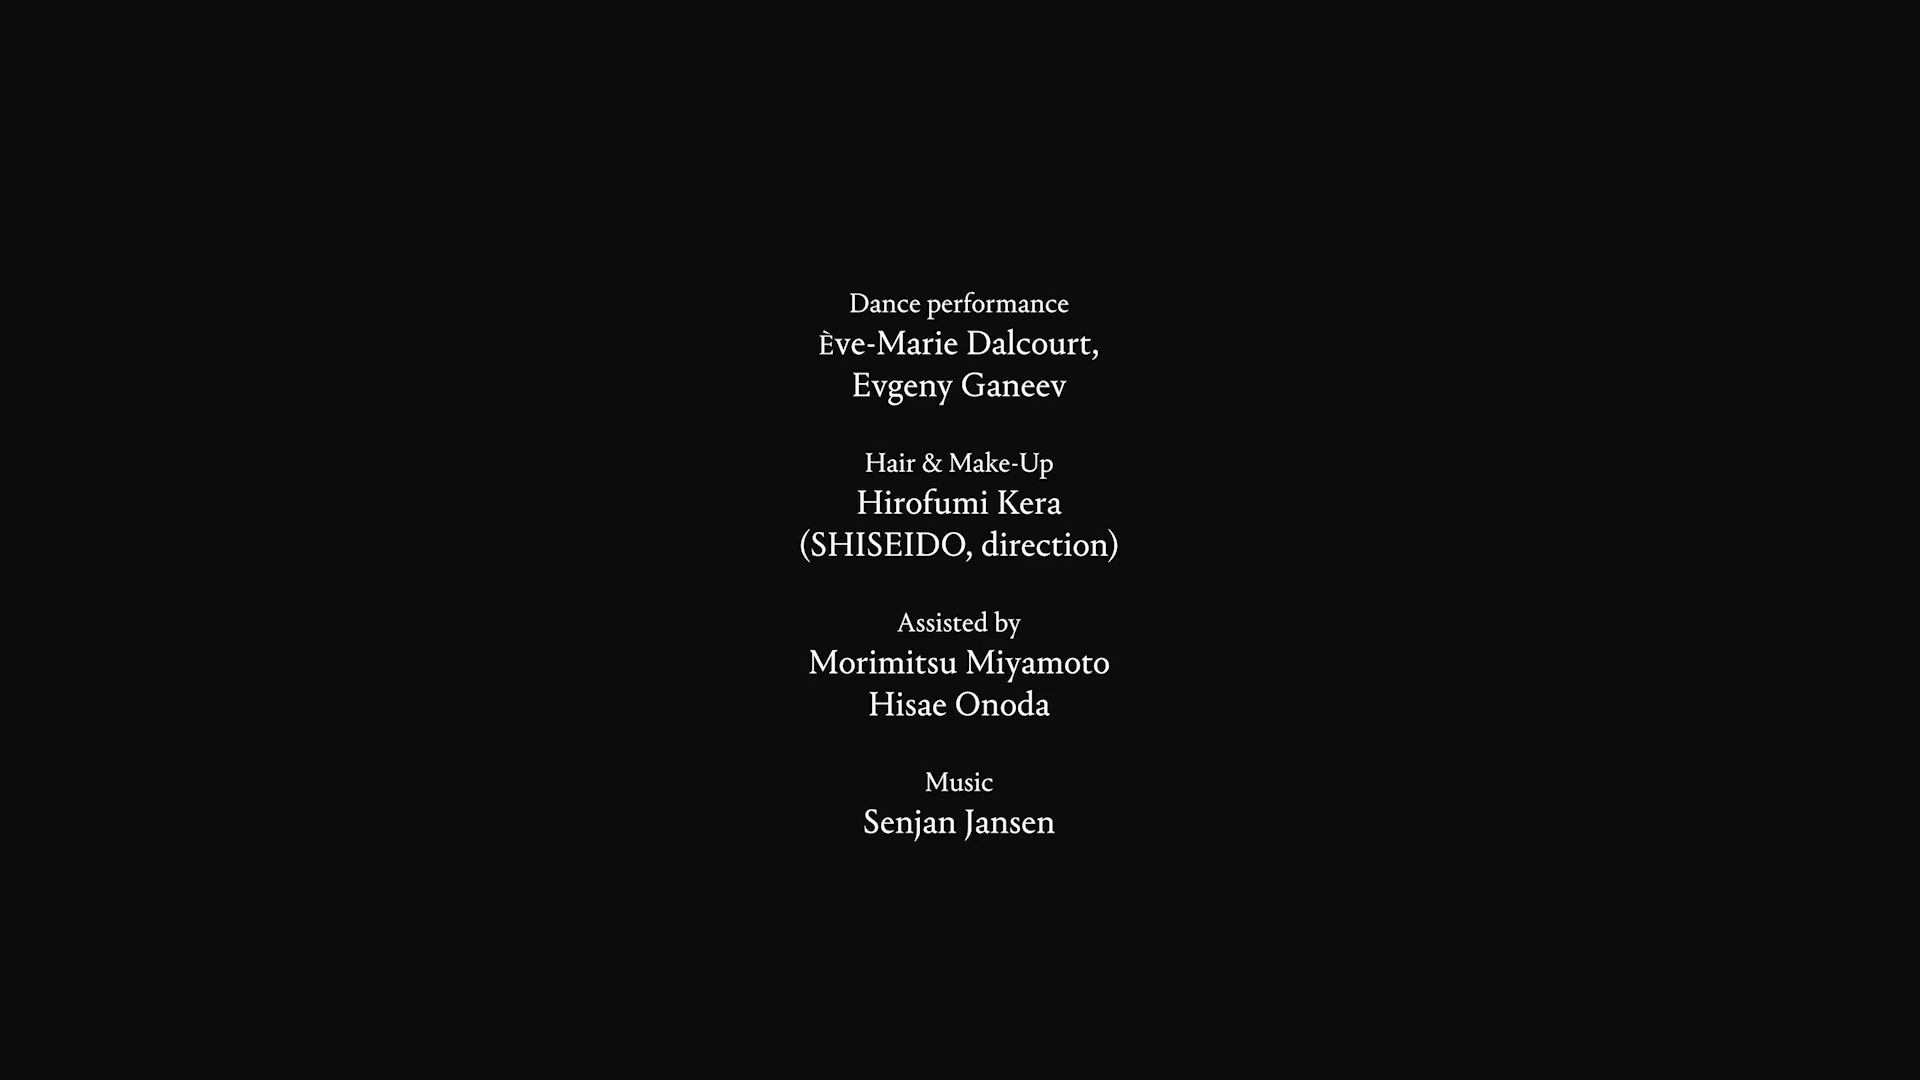 Dance performance
Ève-Marie Dalcourt,
Evgeny Ganeev
Hair & Make-Up
Hirofumi Kera
(SHISEIDO, direction)
Assisted by
Morimitsu Miyamoto
Hisae Onoda
Music
Senjan Jansen